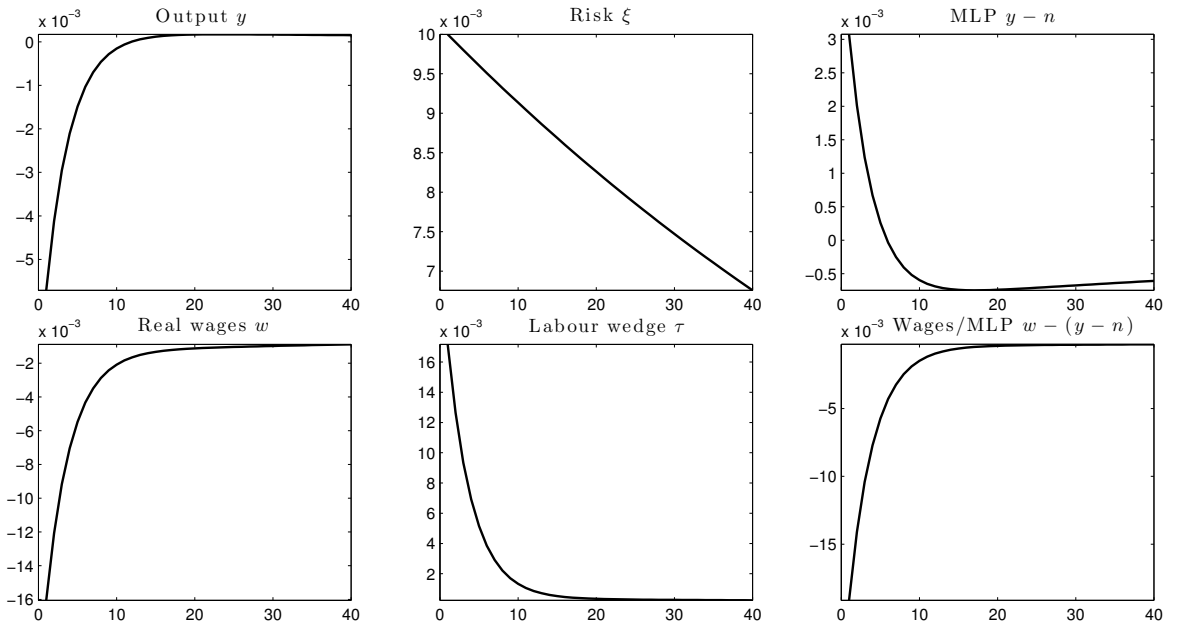 Output y
x 10⁻³
0
−1
−2
−3
−4
−5
0 10 20 30 40
Risk ξ
x 10⁻³
10
9.5
9
8.5
8
7.5
7
0 10 20 30 40
MLP y − n
x 10⁻³
3
2.5
2
1.5
1
0.5
0
−0.5
0 10 20 30 40
Real wages w
x 10⁻³
−2
−4
−6
−8
−10
−12
−14
−16
0 10 20 30 40
Labour wedge τ
x 10⁻³
16
14
12
10
8
6
4
2
0 10 20 30 40
Wages/MLP w − (y − n)
x 10⁻³
−5
−10
−15
0 10 20 30 40